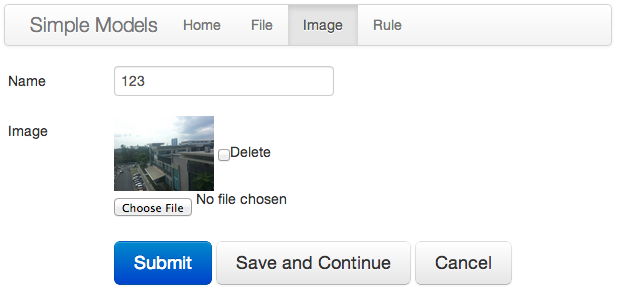 Simple Models Home File Image Rule
Name 123
Image
Delete
Choose File No file chosen
Submit Save and Continue Cancel